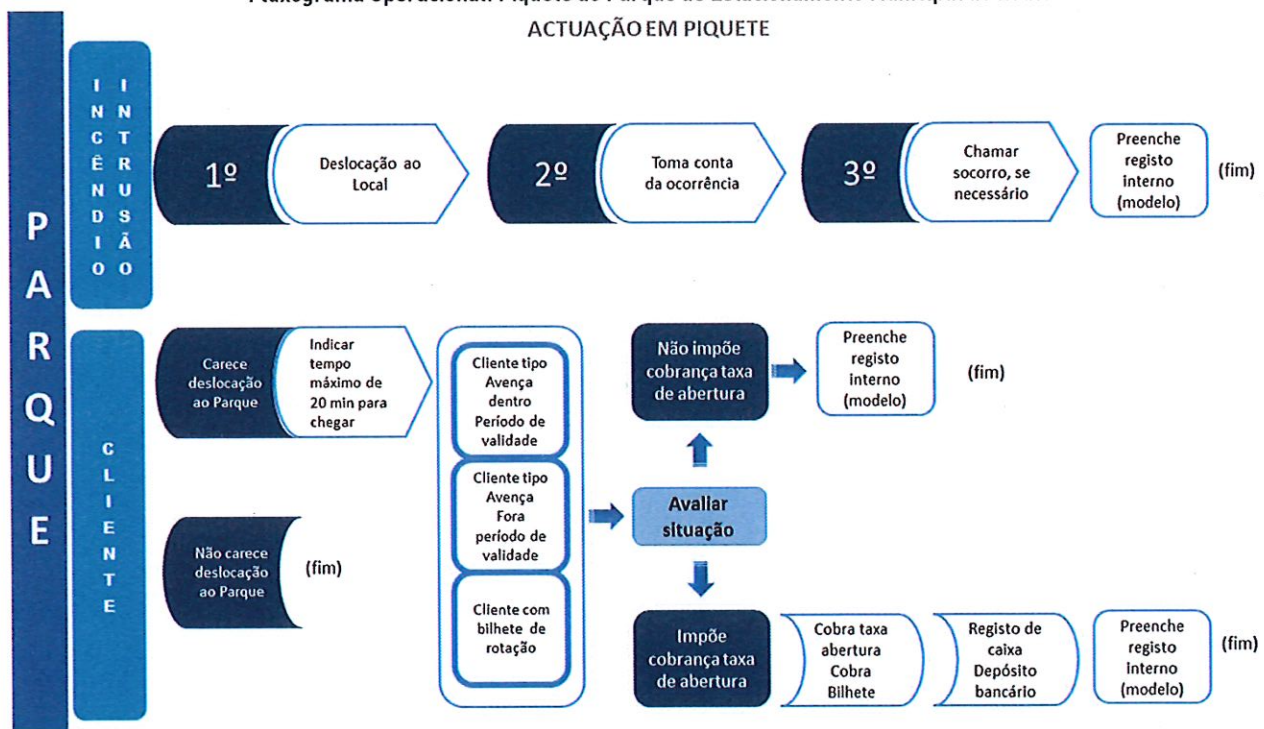 ACTUAÇÃO EM PIQUETE
PARQUE
INCÊNDIO
INTRUSÃO
1º
Deslocação ao
Local
2º
Toma conta
da ocorrência
3º
Chamar
socorro, se
necessário
Preenche
registo
interno
(modelo)
(fim)
CLIENTE
Carece
deslocação
ao Parque
Indicar
tempo
máximo de
20 min para
chegar
Não carece
deslocação
ao Parque
(fim)
Cliente tipo
Avença
dentro
Período de
validade
Cliente tipo
Avença
Fora
período de
validade
Cliente com
bilhete de
rotação
Avaliar
situação
Não impõe
cobrança taxa
de abertura
Preenche
registo
interno
(modelo)
(fim)
Impõe
cobrança taxa
de abertura
Cobra taxa
abertura
Cobra
Bilhete
Registo de
caixa
Depósito
bancário
Preenche
registo
interno
(modelo)
(fim)